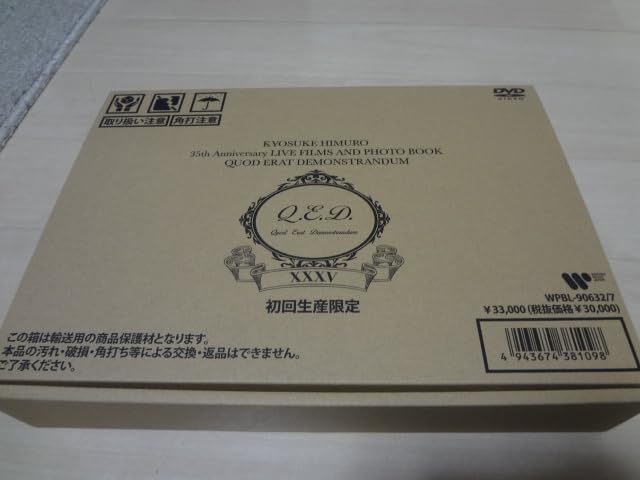 取り扱い注意
角打注意
DVD
VIDEO
KYOSUKE HIMURO
35th Anniversary LIVE FILMS AND PHOTO BOOK
QUOD ERAT DEMONSTRANDUM
Q.E.D.
Quod Erat Demonstrandum
XXXV
初回生産限定
WPBL-90632/7
¥33,000(税抜価格¥30,000)
4 943674 381098
この箱は輸送用の商品保護材となります。
本品の汚れ・破損・角打ち等による交換・返品はできません。
ご了承ください。